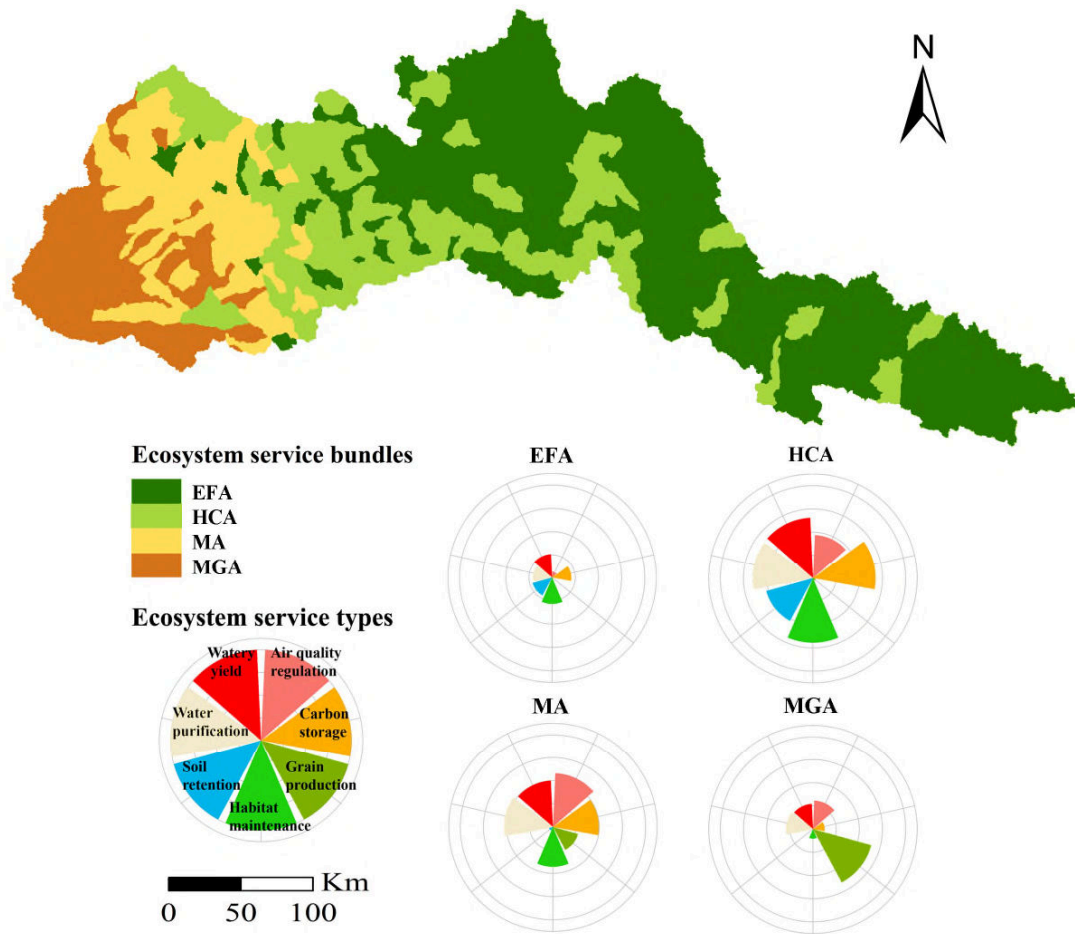 N
Ecosystem service bundles
EFA
HCA
MA
MGA
EFA
HCA
Ecosystem service types
Watery
yield
Air quality
regulation
Water
purification
Carbon
storage
Soil
retention
Grain
production
Habitat
maintenance
MA
MGA
Km
0 50 100